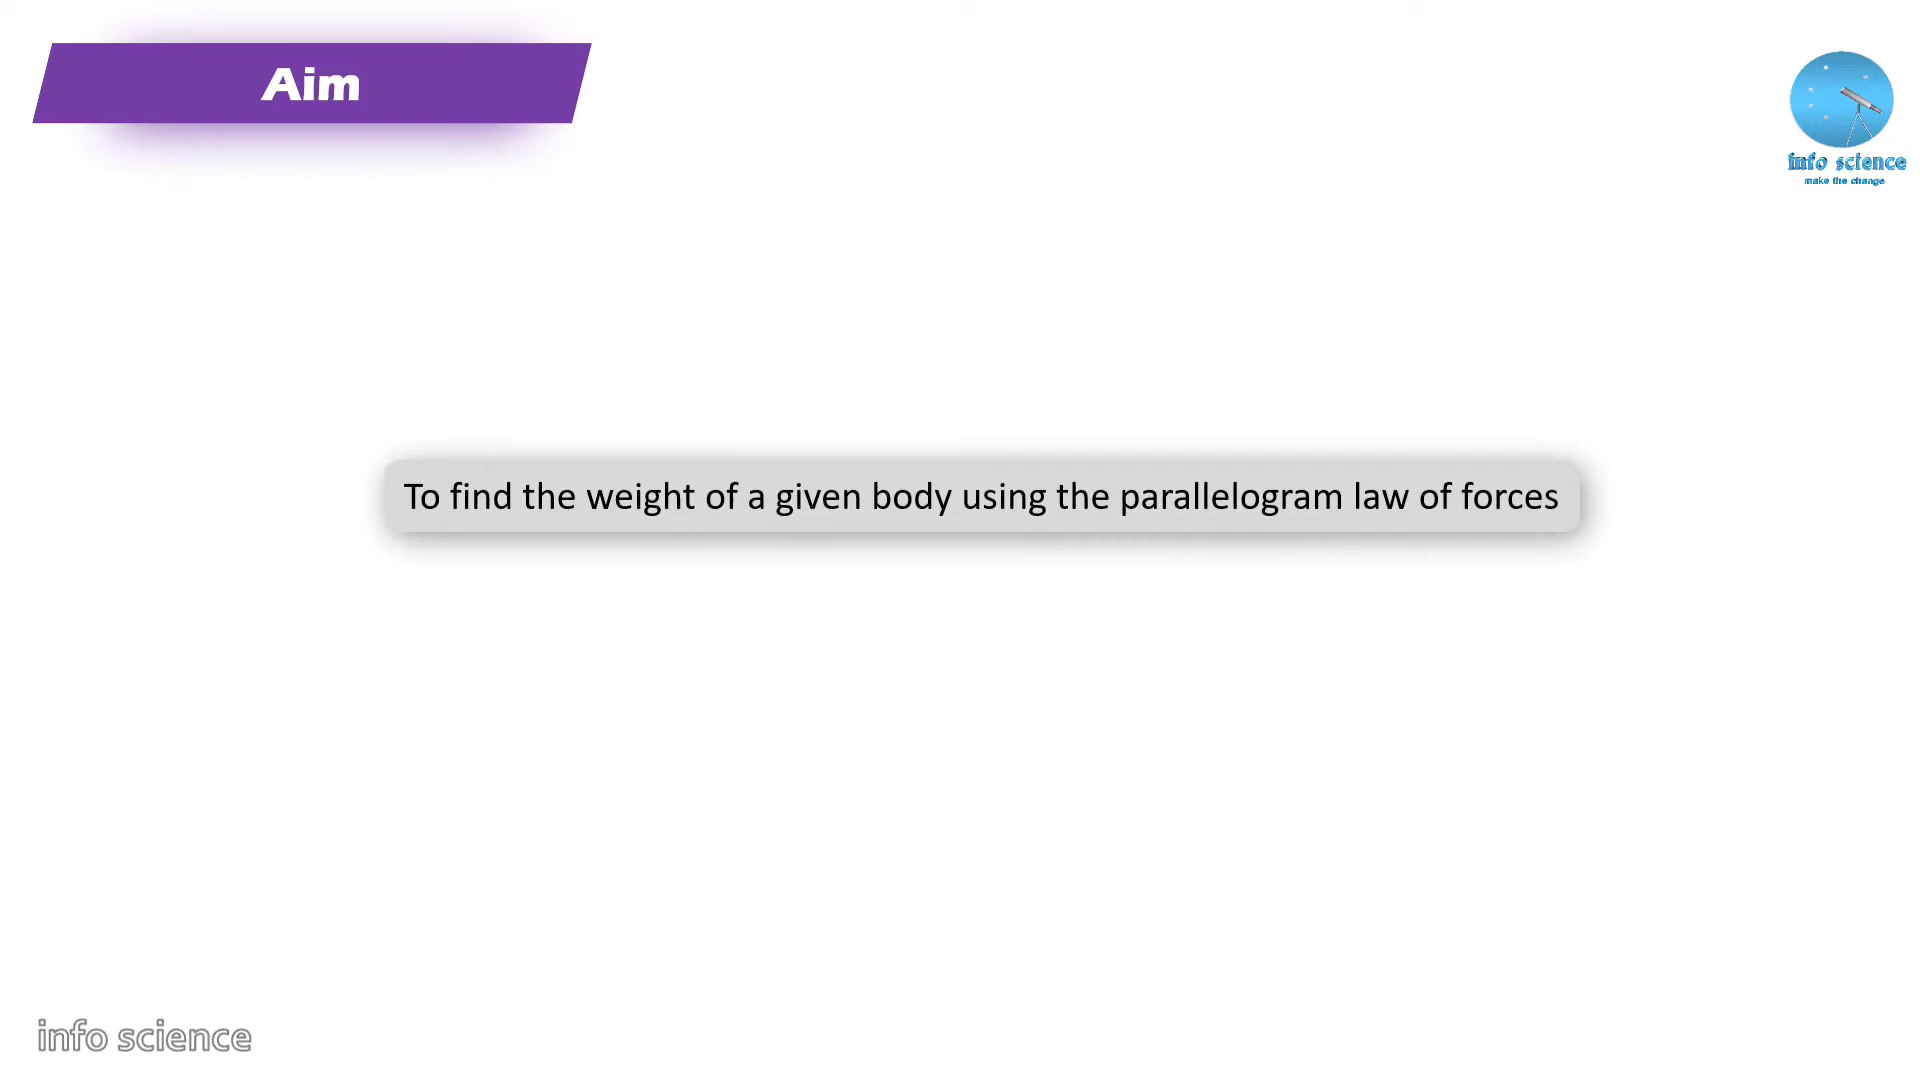 Aim
info science
make the change
To find the weight of a given body using the parallelogram law of forces
info science